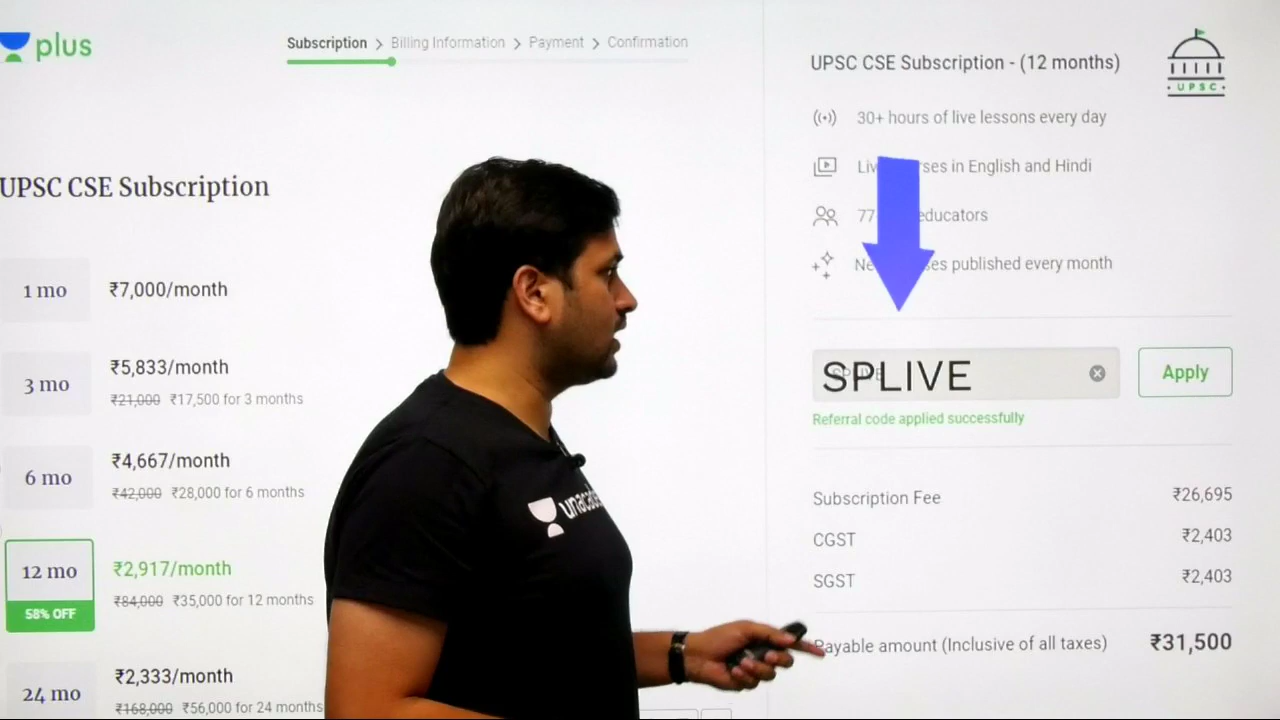 plus
Subscription > Billing Information > Payment > Confirmation
UPSC CSE Subscription
1 mo
₹7,000/month
3 mo
₹5,833/month
₹21,000 ₹17,500 for 3 months
6 mo
₹4,667/month
₹42,000 ₹28,000 for 6 months
12 mo
58% OFF
₹2,917/month
₹84,000 ₹35,000 for 12 months
24 mo
₹2,333/month
₹168,000 ₹56,000 for 24 months
UPSC CSE Subscription - (12 months)
UPSC
30+ hours of live lessons every day
in English and Hindi
77
published every month
SPLIVE
Apply
Referral code applied successfully
Subscription Fee ₹26,695
CGST ₹2,403
SGST ₹2,403
Payable amount (Inclusive of all taxes) ₹31,500